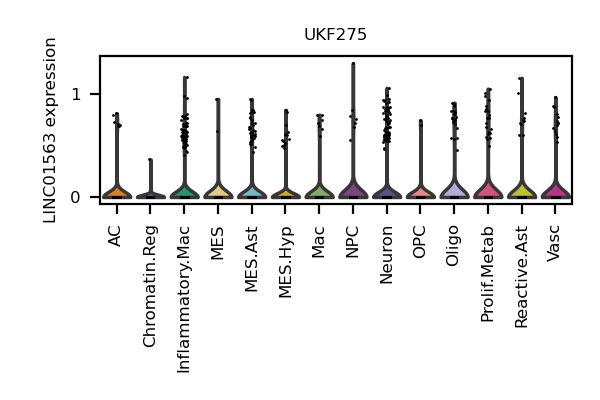 UKF275
LINC01563 expression
1
0
AC
Chromatin.Reg
Inflammatory.Mac
MES
MES.Ast
MES.Hyp
Mac
NPC
Neuron
OPC
Oligo
Prolif.Metab
Reactive.Ast
Vasc